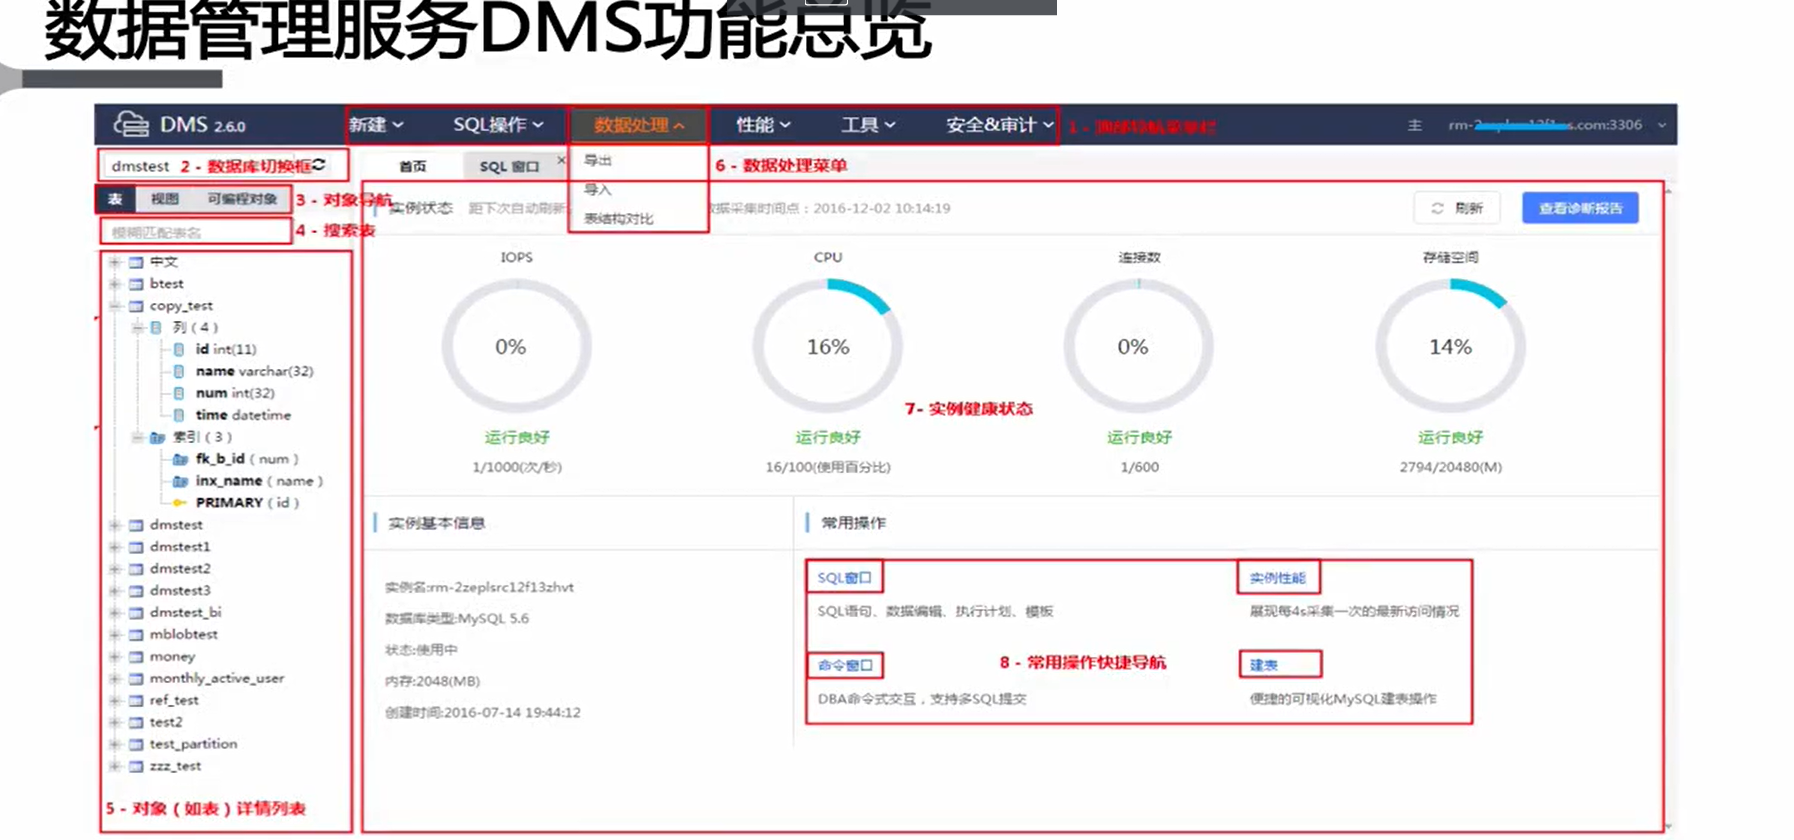 数据管理服务DMS功能总览
DMS 2.6.0
新建 SQL操作 数据处理 性能 工具 安全&审计 1 - 顶部导航菜单栏 主
dmstest 2 - 数据库切换框
首页 SQL 窗口 × 导出 6 - 数据处理菜单
表 视图 可编程对象 3 - 对象导航
导入
实例状态 距下次自动刷新 数据采集时间点：2016-12-02 10:14:19 刷新 查看诊断报告
表结构对比
模糊匹配表名 4 - 搜索表
中文
btest
copy_test
列 ( 4 )
id int(11)
name varchar(32)
num int(32)
time datetime
索引 ( 3 )
fk_b_id ( num )
inx_name ( name )
PRIMARY ( id )
dmstest
dmstest1
dmstest2
dmstest3
dmstest_bi
mblobtest
money
monthly_active_user
ref_test
test2
test_partition
zzz_test
5 - 对象 ( 如表 ) 详情列表
IOPS CPU 连接数 存储空间
0% 16% 0% 14%
7- 实例健康状态
运行良好 运行良好 运行良好 运行良好
1/1000(次/秒) 16/100(使用百分比) 1/600 2794/20480(M)
实例基本信息
实例名:rm-2zeplsrc12f13zhvt
数据库类型:MySQL 5.6
状态:使用中
内存:2048(MB)
创建时间:2016-07-14 19:44:12
常用操作
SQL窗口 实例性能
SQL语句、数据编辑、执行计划、模板 展现每4s采集一次的最新访问情况
8 - 常用操作快捷导航
命令窗口 建表
DBA命令式交互，支持多SQL提交 便捷的可视化MySQL建表操作